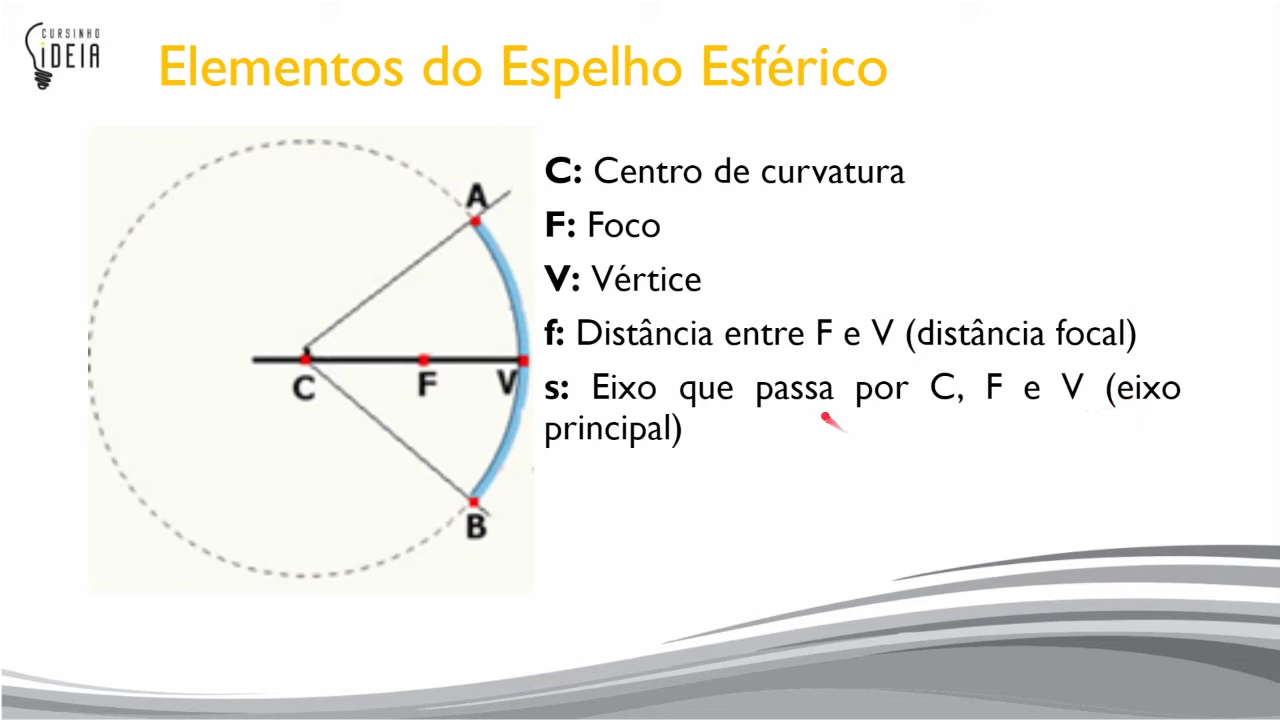 CURSINHO
iDEIA
Elementos do Espelho Esférico
C: Centro de curvatura
F: Foco
V: Vértice
f: Distância entre F e V (distância focal)
s: Eixo que passa por C, F e V (eixo
principal)
A
C
F
V
B